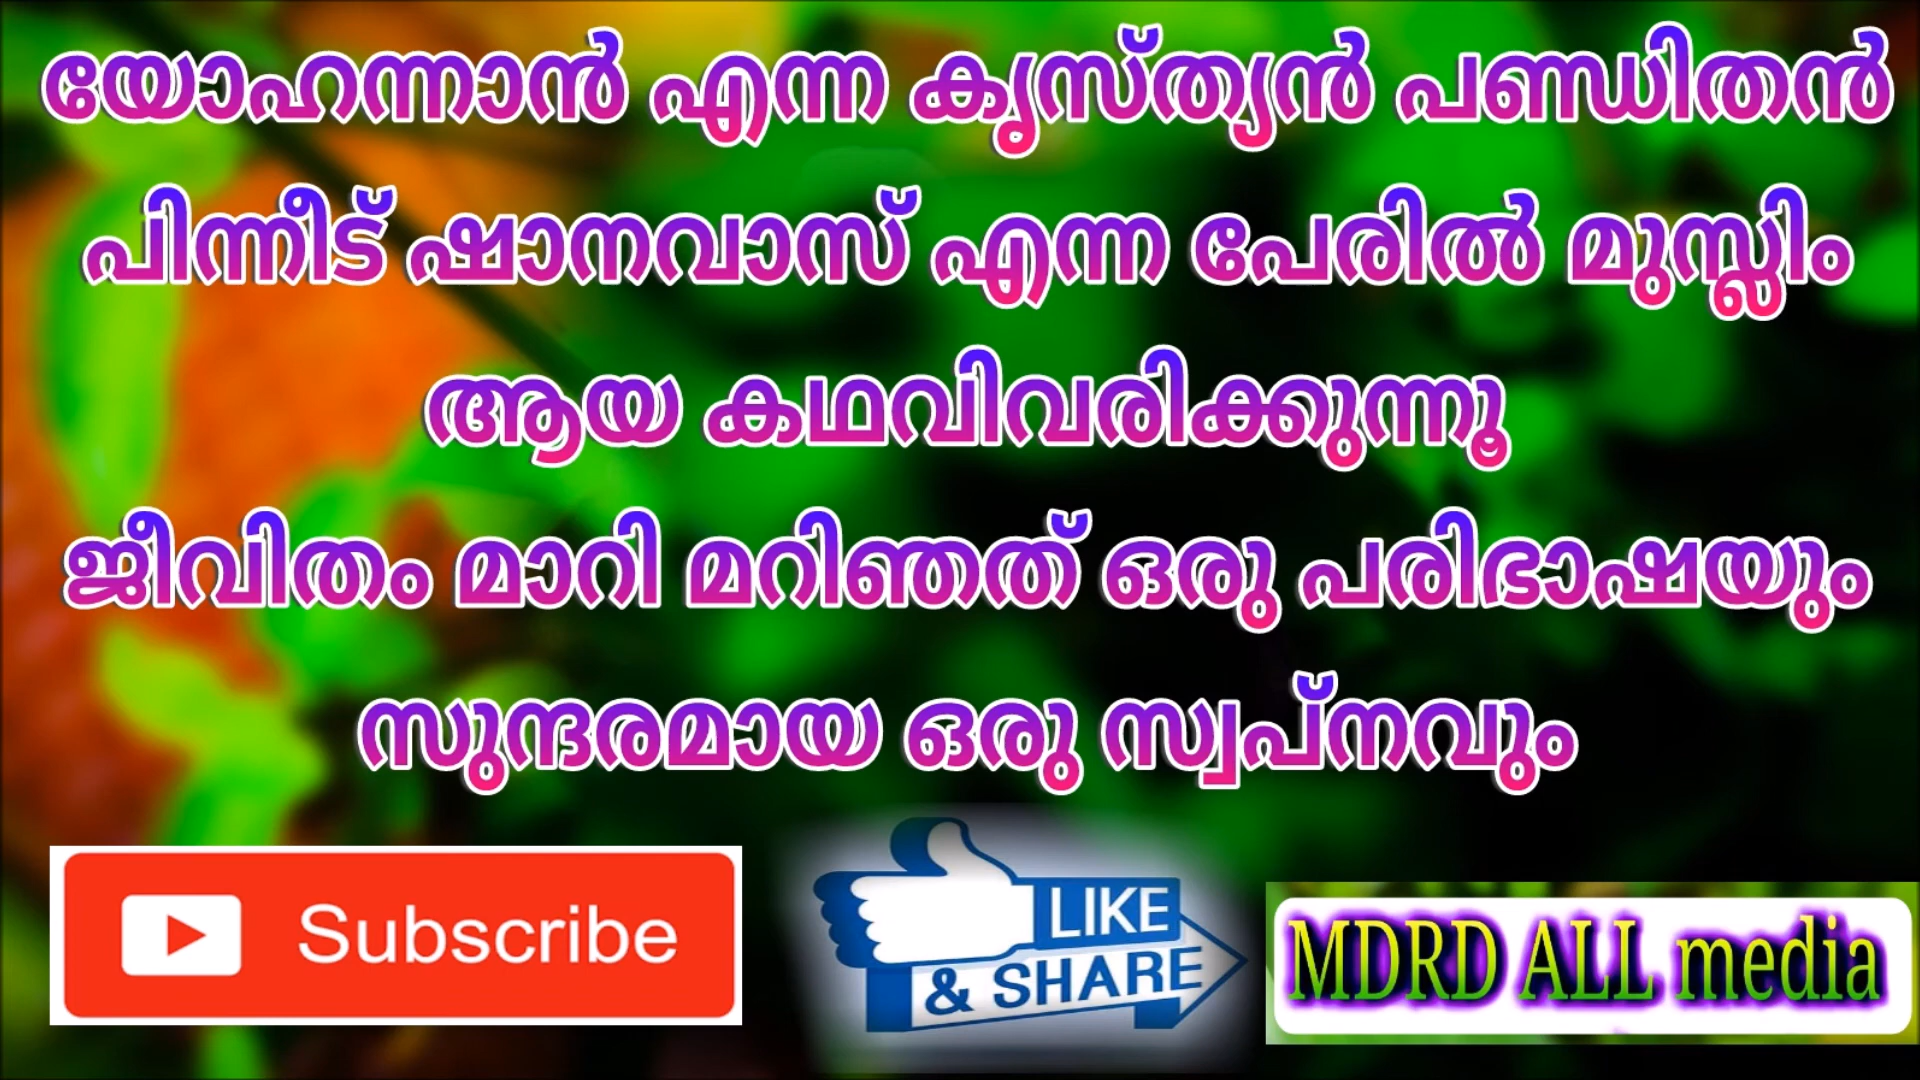 യോഹന്നാൻ എന്ന കൃസ്ത്യൻ പണ്ഡിതൻ
പിന്നീട് ഷാനവാസ് എന്ന പേരിൽ മുസ്ലിം
ആയ കഥവിവരിക്കുന്നൂ
ജീവിതം മാറി മറിഞത് ഒരു പരിഭാഷയും
സുന്ദരമായ ഒരു സ്വപ്നവും
Subscribe
LIKE
& SHARE
MDRD ALL media